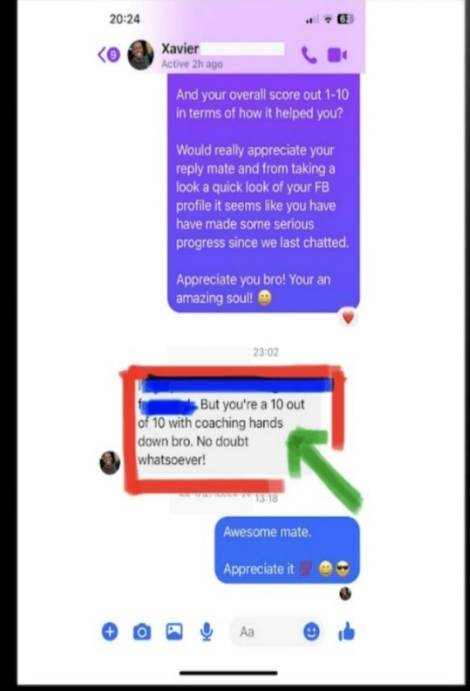 20:24
63
9
Xavier
Active 2h ago
And your overall score out 1-10
in terms of how it helped you?
Would really appreciate your
reply mate and from taking a
look a quick look of your FB
profile it seems like you have
have made some serious
progress since we last chatted.
Appreciate you bro! Your an
amazing soul! 😀
23:02
But you're a 10 out
of 10 with coaching hands
down bro. No doubt
whatsoever!
13:18
Awesome mate.
Appreciate it 💯 😀 😎
Aa